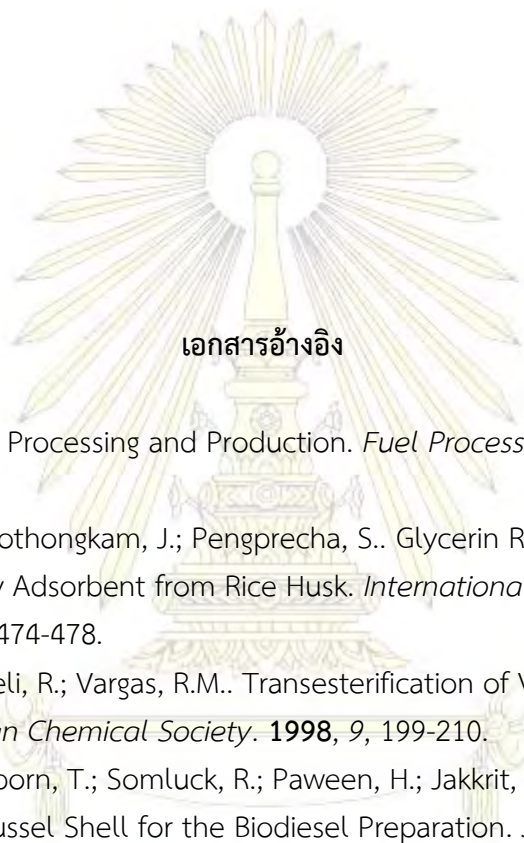 เอกสารอ้างอิง
Processing and Production. Fuel Process
othongkam, J.; Pengprecha, S.. Glycerin R
Adsorbent from Rice Husk. Internationa
474-478.
eli, R.; Vargas, R.M.. Transesterification of V
n Chemical Society. 1998, 9, 199-210.
born, T.; Somluck, R.; Paween, H.; Jakkrit,
ussel Shell for the Biodiesel Preparation. J